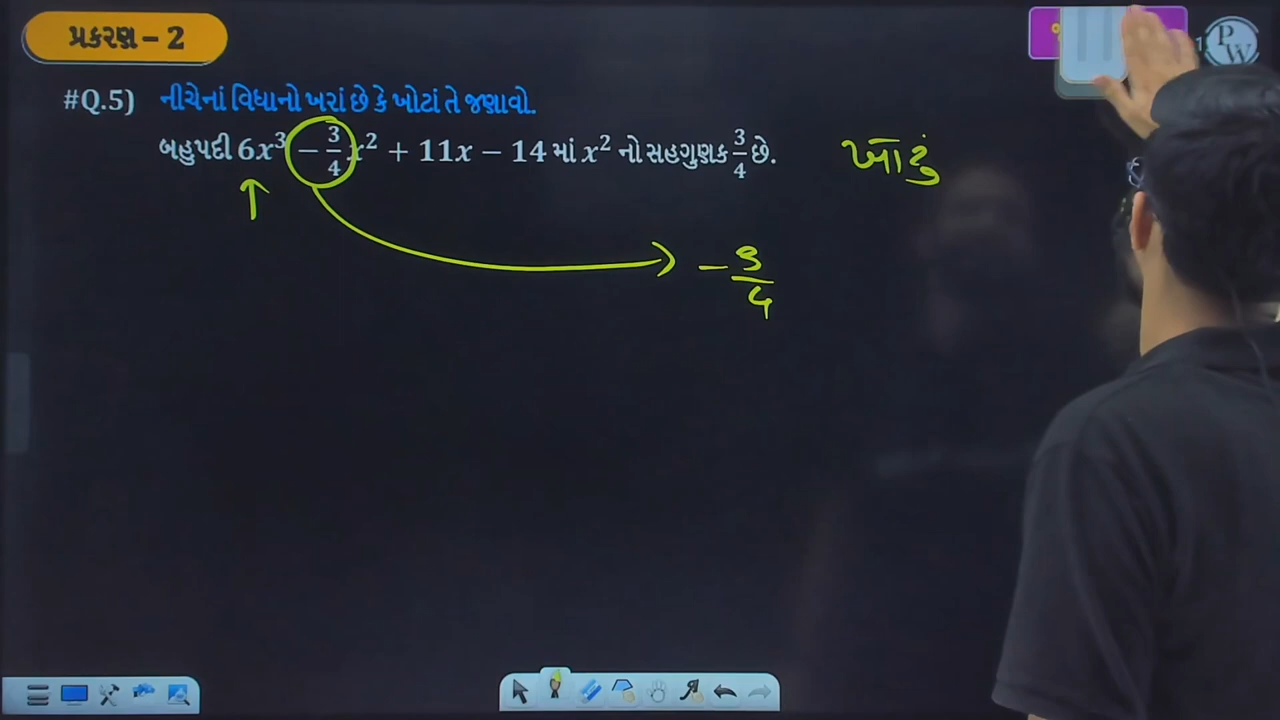 પ્રકરણ – 2
PW
#Q.5) નીચેનાં વિધાનો ખરાં છે કે ખોટાં તે જણાવો.
બહુપદી 6x³ − 3/4 x² + 11x − 14 માં x² નો સહગુણક 3/4 છે.
ખોટું
− 3/4